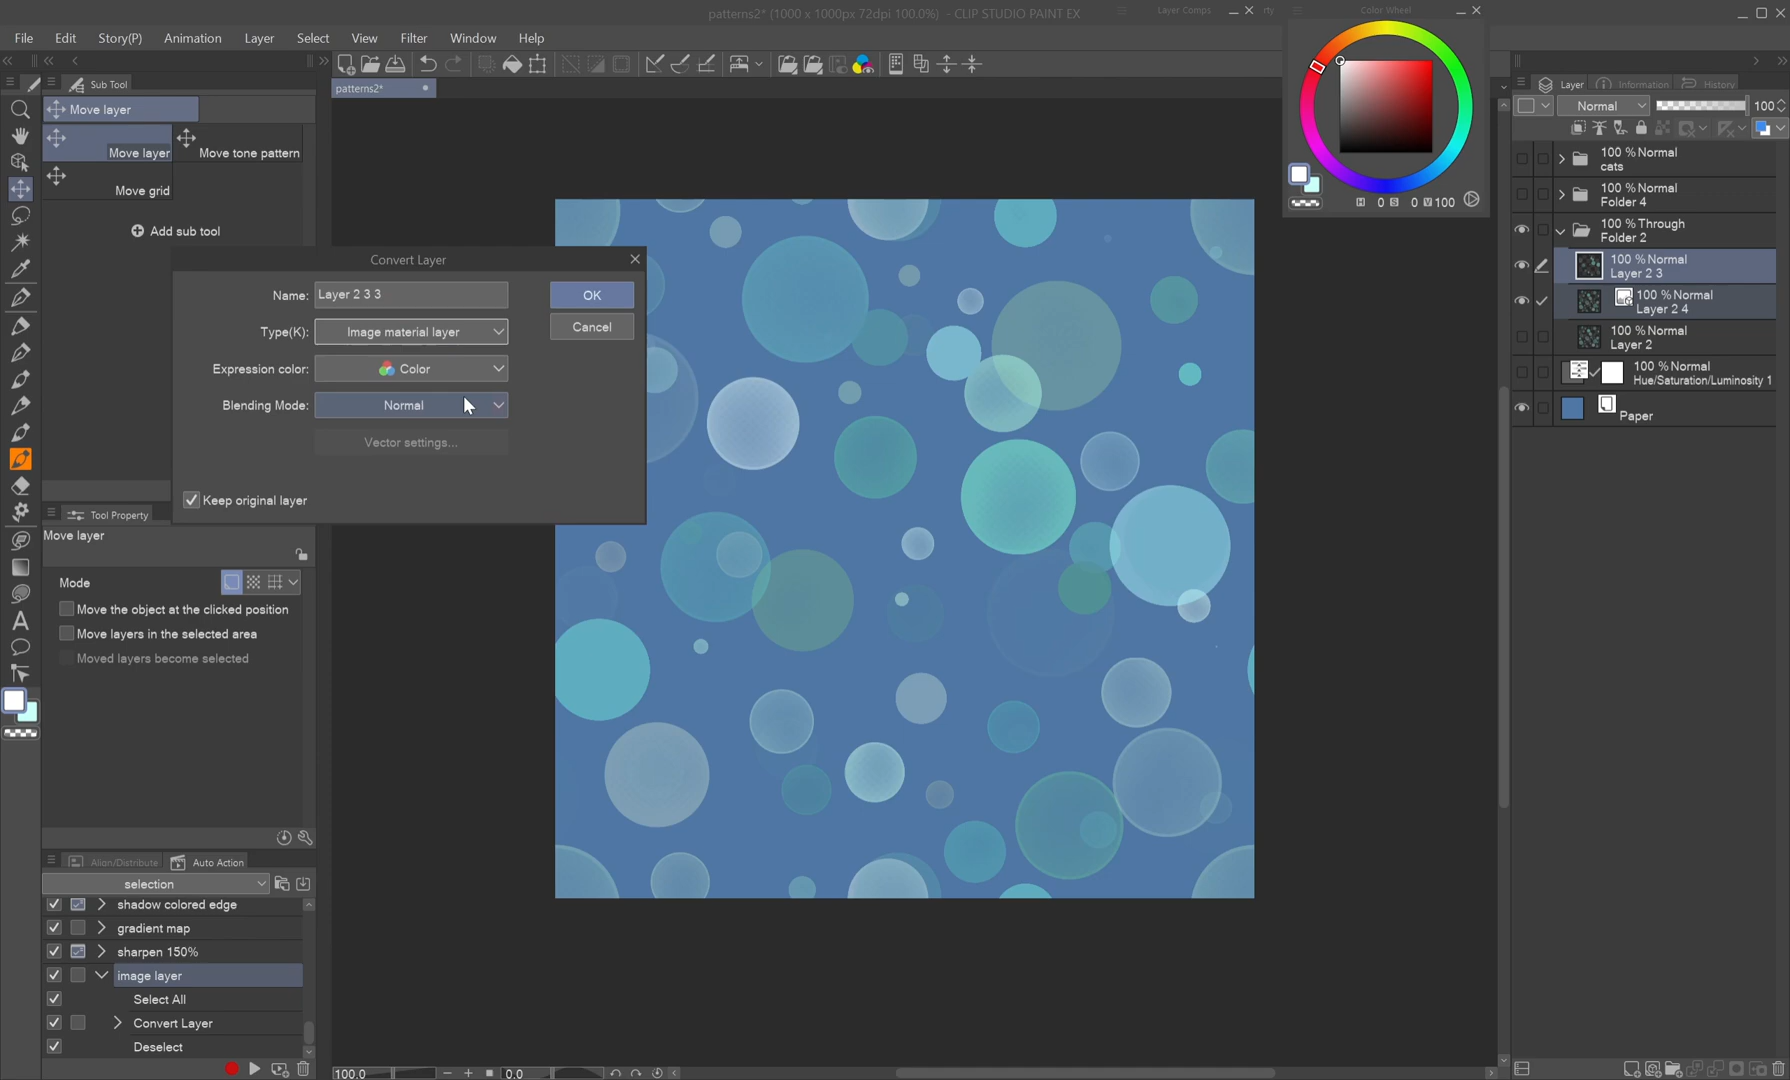 patterns2* (1000 x 1000px 72dpi 100.0%) - CLIP STUDIO PAINT EX
Layer Comps
rty
Color Wheel
File Edit Story(P) Animation Layer Select View Filter Window Help
Sub Tool
patterns2*
Layer Information History
Move layer
Normal 100
Move layer
Move tone pattern
Move grid
Add sub tool
100 %Normal
cats
100 %Normal
Folder 4
H 0 S 0 V 100
100 %Through
Folder 2
100 %Normal
Layer 2 3
100 %Normal
Layer 2 4
100 %Normal
Layer 2
100 %Normal
Hue/Saturation/Luminosity 1
Paper
Convert Layer
Name: Layer 2 3 3
OK
Type(K): Image material layer
Cancel
Expression color: Color
Blending Mode: Normal
Vector settings...
Keep original layer
Tool Property
Move layer
Mode
Move the object at the clicked position
Move layers in the selected area
Moved layers become selected
Align/Distribute Auto Action
selection
shadow colored edge
gradient map
sharpen 150%
image layer
Select All
Convert Layer
Deselect
100.0
0.0